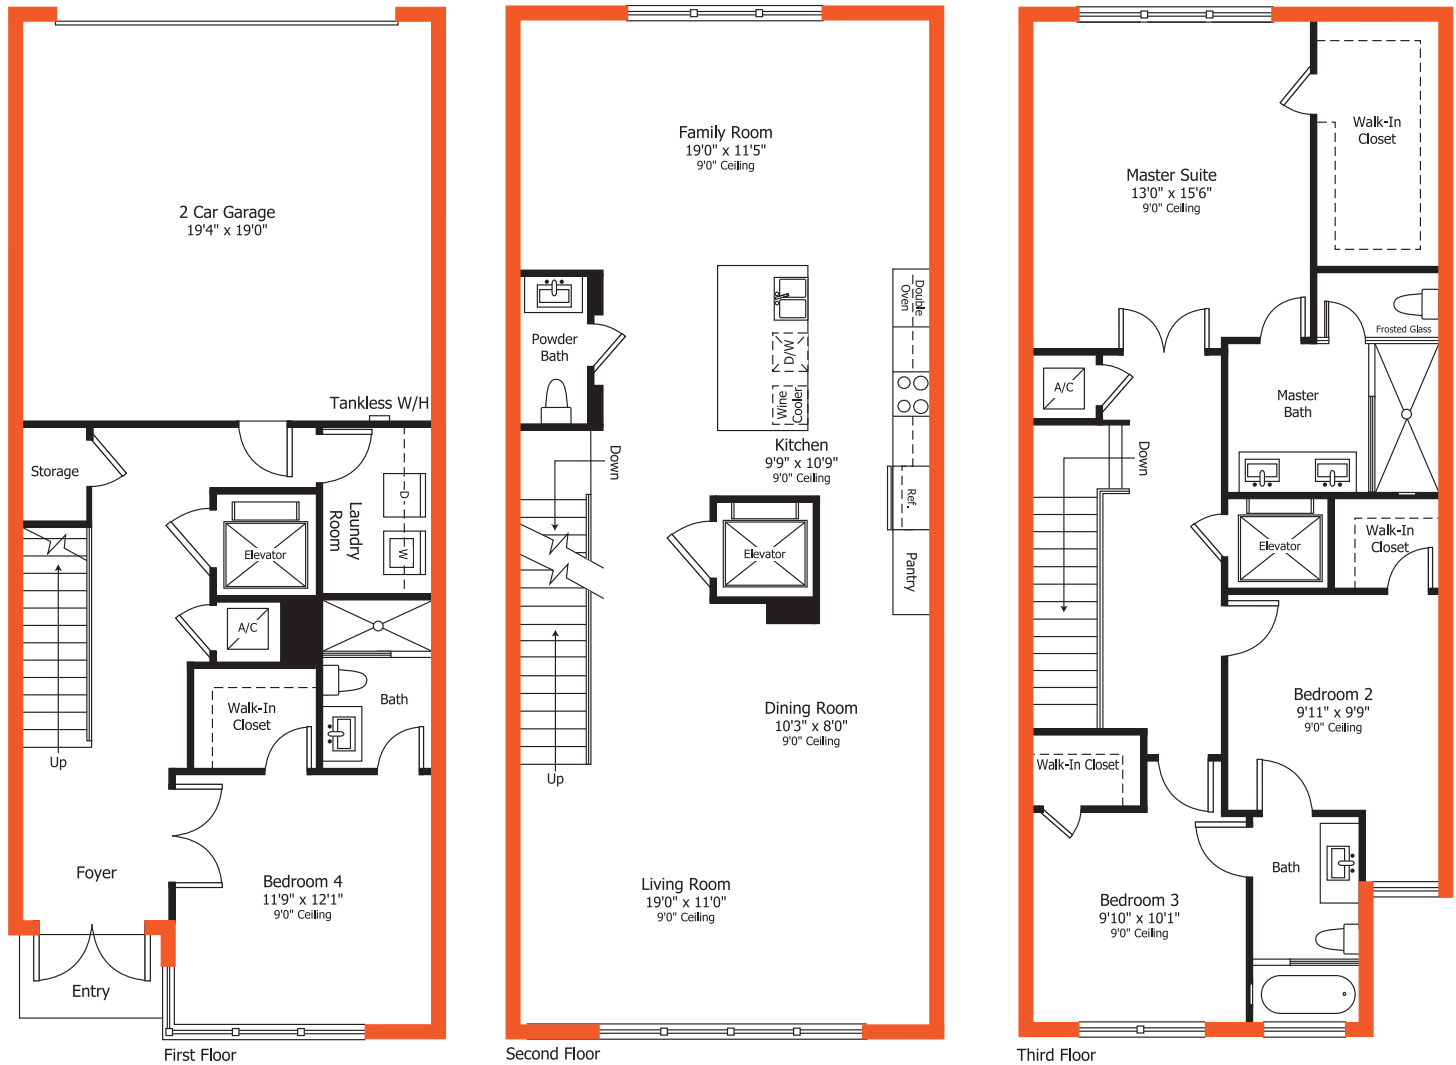 2 Car Garage
19'4" x 19'0"
Tankless W/H
Storage
Laundry
Room
D
W
Elevator
A/C
Walk-In
Closet
Bath
Up
Foyer
Bedroom 4
11'9" x 12'1"
9'0" Ceiling
Entry
First Floor
Family Room
19'0" x 11'5"
9'0" Ceiling
Powder
Bath
Double
Oven
D/W
Wine
Cooler
Kitchen
9'9" x 10'9"
9'0" Ceiling
Down
Ref.
Elevator
Pantry
Dining Room
10'3" x 8'0"
9'0" Ceiling
Up
Living Room
19'0" x 11'0"
9'0" Ceiling
Second Floor
Walk-In
Closet
Master Suite
13'0" x 15'6"
9'0" Ceiling
Frosted Glass
A/C
Master
Bath
Down
Elevator
Walk-In
Closet
Bedroom 2
9'11" x 9'9"
9'0" Ceiling
Walk-In Closet
Bath
Bedroom 3
9'10" x 10'1"
9'0" Ceiling
Third Floor